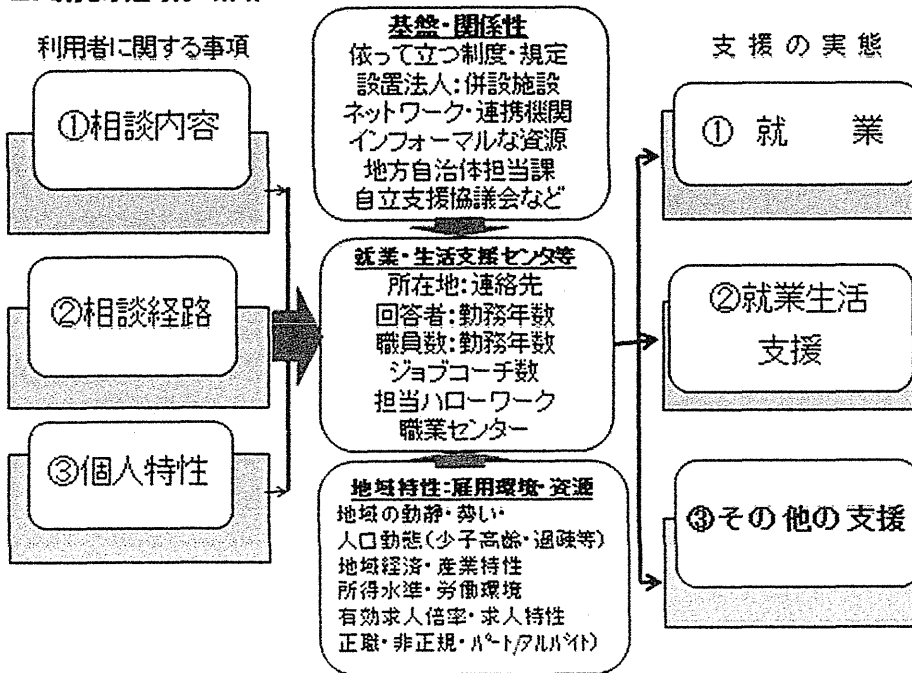 利用者に関する事項
①相談内容
②相談経路
③個人特性
基盤・関係性
依って立つ制度・規定
設置法人:併設施設
ネットワーク・連携機関
インフォーマルな資源
地方自治体担当課
自立支援協議会など
就業・生活支援センタ等
所在地:連絡先
回答者:勤務年数
職員数:勤務年数
ジョブコーチ数
担当ハローワーク
職業センター
地域特性:雇用環境・資源
地域の動静・勢い・
人口動態(少子高齢・過疎等)
地域経済・産業特性
所得水準・労働環境
有効求人倍率・求人特性
正職・非正規・パート/アルバイト)
支援の実態
①就 業
②就業生活
支援
③その他の支援